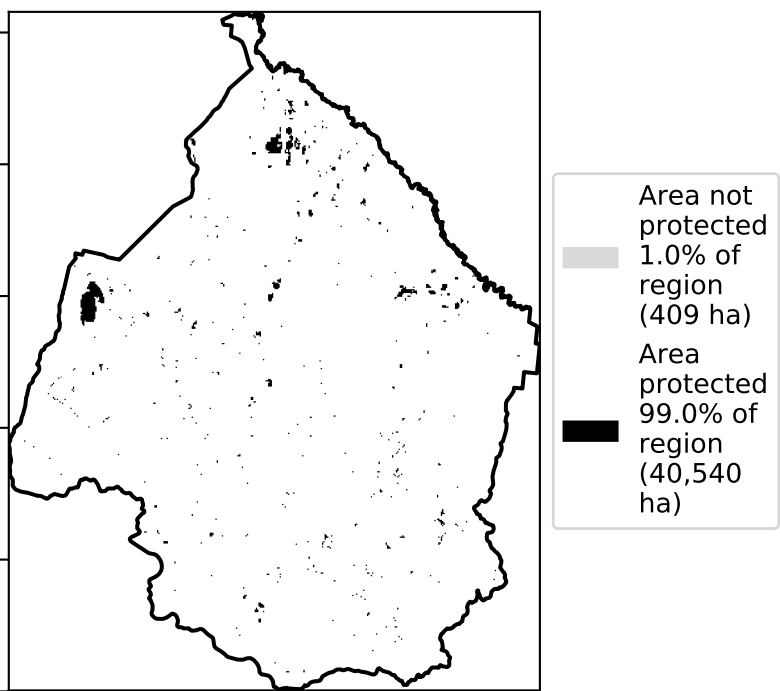 Area not
protected
1.0% of
region
(409 ha)
Area
protected
99.0% of
region
(40,540
ha)